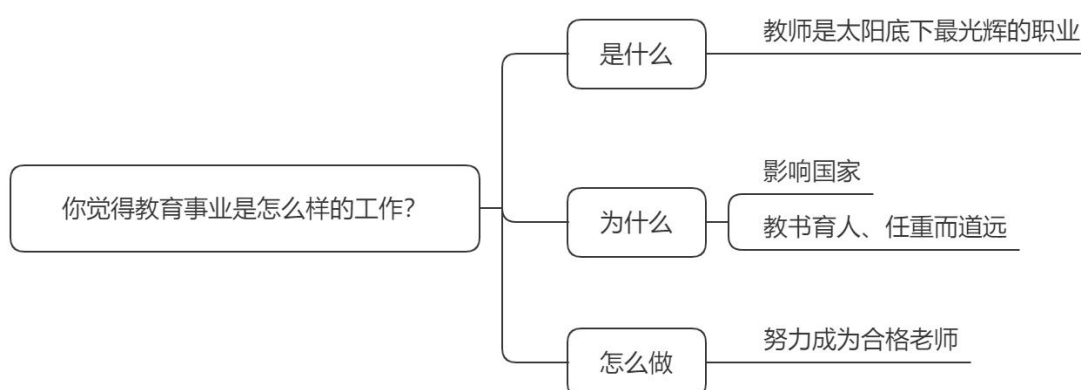 你觉得教育事业是怎么样的工作？
是什么
教师是太阳底下最光辉的职业
为什么
影响国家
教书育人、任重而道远
怎么做
努力成为合格老师